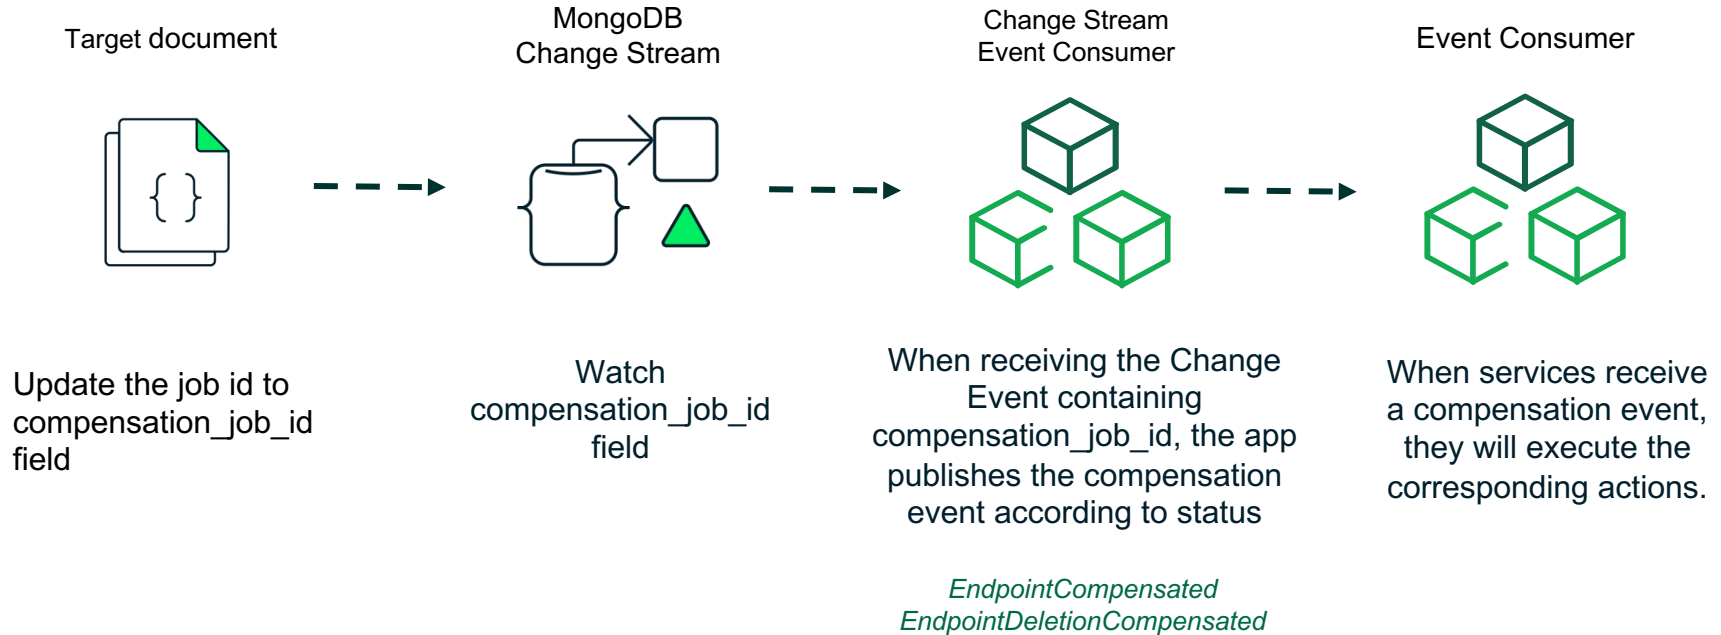 Target document
MongoDB
Change Stream
Change Stream
Event Consumer
Event Consumer
{ }
Update the job id to
compensation_job_id
field
Watch
compensation_job_id
field
When receiving the Change
Event containing
compensation_job_id, the app
publishes the compensation
event according to status
EndpointCompensated
EndpointDeletionCompensated
When services receive
a compensation event,
they will execute the
corresponding actions.